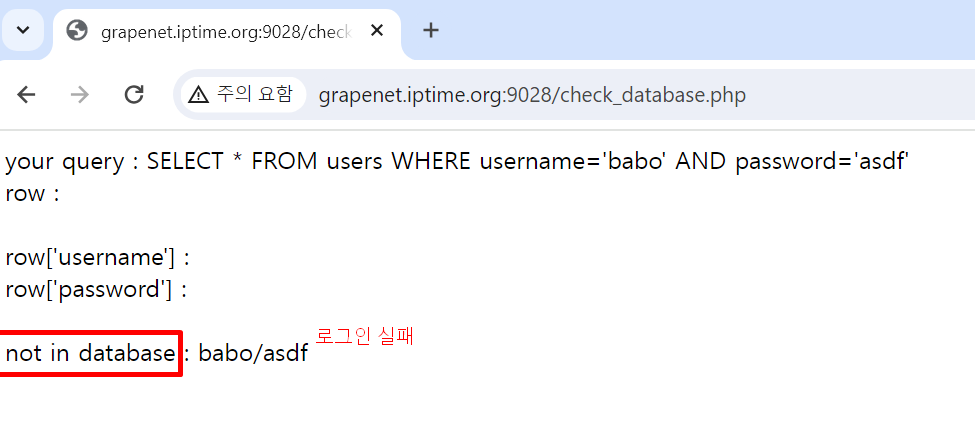 grapenet.iptime.org:9028/check
주의 요함 grapenet.iptime.org:9028/check_database.php
your query : SELECT * FROM users WHERE username='babo' AND password='asdf'
row :
row['username'] :
row['password'] :
not in database : babo/asdf 로그인 실패